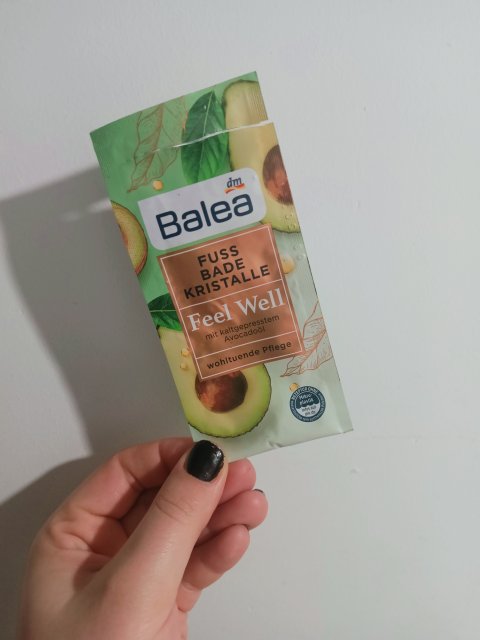 dm
Balea
FUSS
BADE
KRISTALLE
Feel Well
mit kaltgepresstem
Avocadoöl
wohltuende Pflege